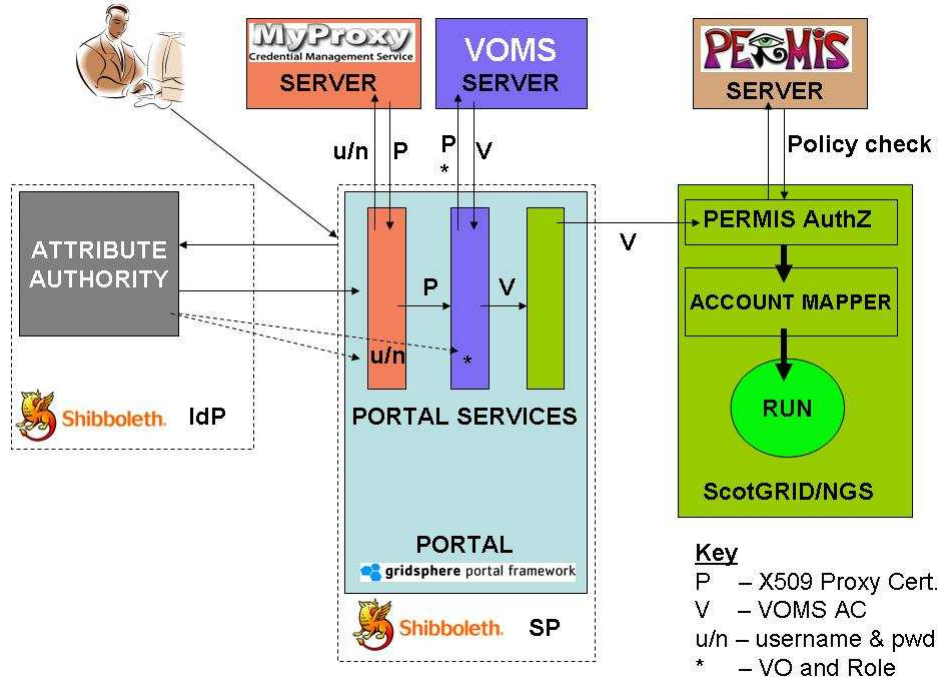 MyProxy
Credential Management Service
SERVER
VOMS
SERVER
PERMIS
SERVER
u/n
P
P
*
V
Policy check
ATTRIBUTE
AUTHORITY
Shibboleth. IdP
P
V
u/n
*
PORTAL SERVICES
PORTAL
gridsphere portal framework
Shibboleth. SP
V
PERMIS AuthZ
ACCOUNT MAPPER
RUN
ScotGRID/NGS
Key
P – X509 Proxy Cert.
V – VOMS AC
u/n – username & pwd
* – VO and Role